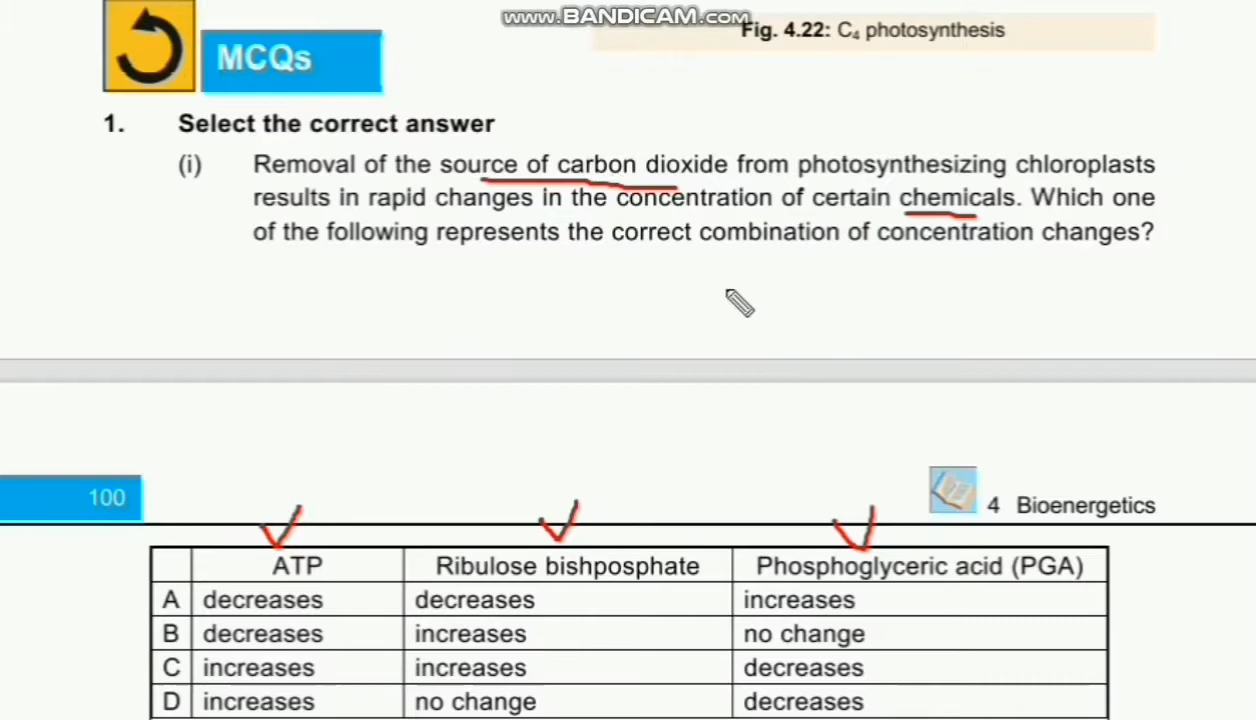 www.BANDICAM.com
Fig. 4.22: C₄ photosynthesis
MCQs
1. Select the correct answer
(i) Removal of the source of carbon dioxide from photosynthesizing chloroplasts
results in rapid changes in the concentration of certain chemicals. Which one
of the following represents the correct combination of concentration changes?
100
4 Bioenergetics
ATP Ribulose bishposphate Phosphoglyceric acid (PGA)
A decreases decreases increases
B decreases increases no change
C increases increases decreases
D increases no change decreases